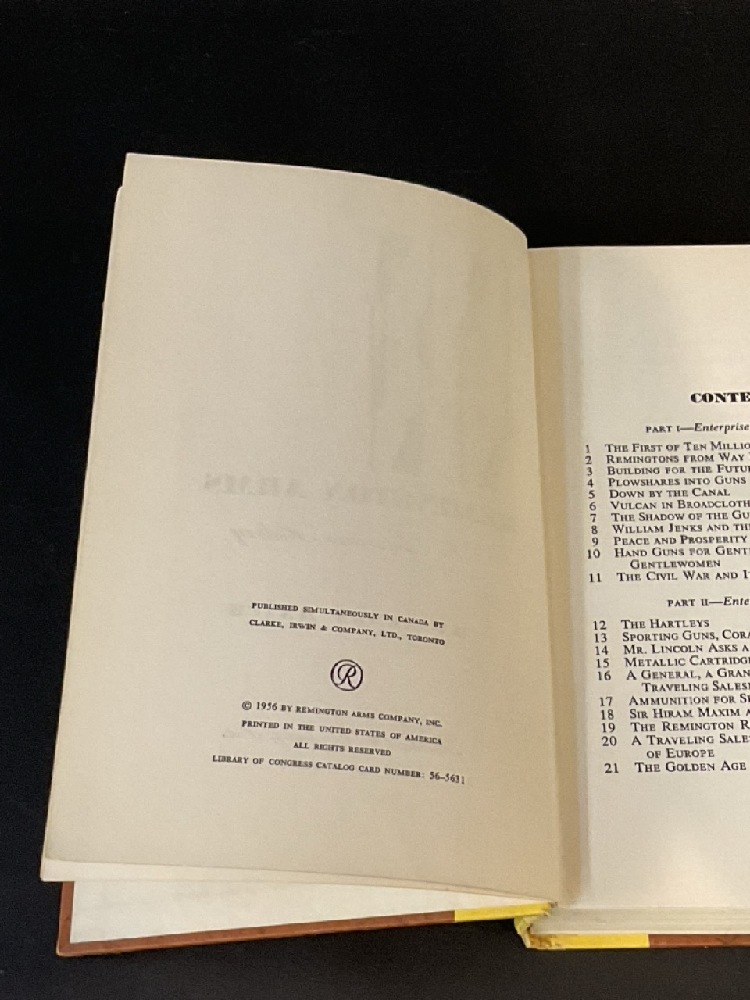 PUBLISHED SIMULTANEOUSLY IN CANADA BY
CLARKE, IRWIN & COMPANY, LTD., TORONTO
R
© 1956 BY REMINGTON ARMS COMPANY, INC.
PRINTED IN THE UNITED STATES OF AMERICA
ALL RIGHTS RESERVED
LIBRARY OF CONGRESS CATALOG CARD NUMBER: 56-5631
CONTE
PART I—Enterprise
1 THE FIRST OF TEN MILLIO
2 REMINGTONS FROM WAY
3 BUILDING FOR THE FUTU
4 PLOWSHARES INTO GUNS
5 DOWN BY THE CANAL
6 VULCAN IN BROADCLOTH
7 THE SHADOW OF THE GU
8 WILLIAM JENKS AND THE
9 PEACE AND PROSPERITY
10 HAND GUNS FOR GENT
GENTLEWOMEN
11 THE CIVIL WAR AND I
PART II—Ente
12 THE HARTLEYS
13 SPORTING GUNS, CORA
14 MR. LINCOLN ASKS A
15 METALLIC CARTRIDG
16 A GENERAL, A GRAN
TRAVELING SALES
17 AMMUNITION FOR S
18 SIR HIRAM MAXIM A
19 THE REMINGTON R
20 A TRAVELING SALE
OF EUROPE
21 THE GOLDEN AGE